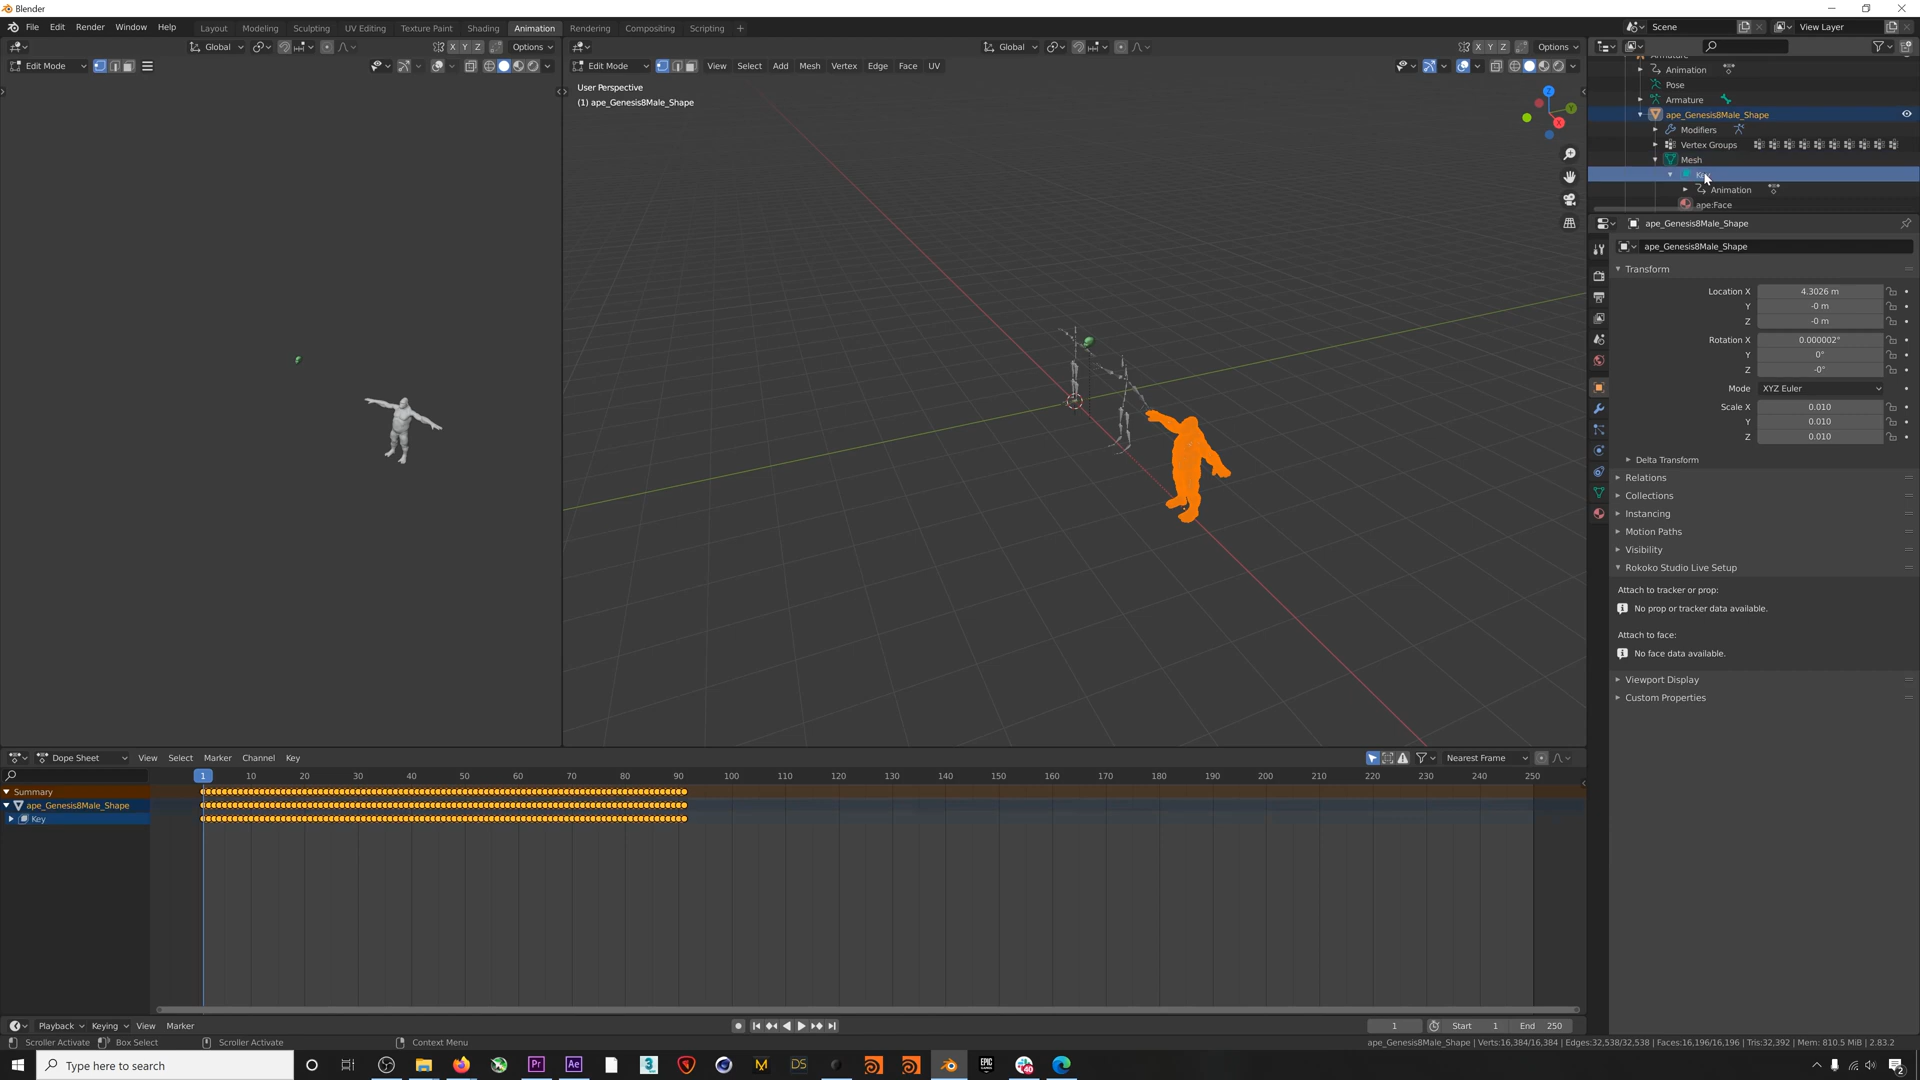 Blender
File Edit Render Window Help
Layout Modeling Sculpting UV Editing Texture Paint Shading Animation Rendering Compositing Scripting +
Scene
View Layer
Global X Y Z Options
Global X Y Z Options
Edit Mode
Edit Mode View Select Add Mesh Vertex Edge Face UV
User Perspective
(1) ape_Genesis8Male_Shape
Z
Y
X
Animation
Pose
Armature
ape_Genesis8Male_Shape
Modifiers
Vertex Groups
Mesh
Animation
ape:Face
ape_Genesis8Male_Shape
ape_Genesis8Male_Shape
Transform
Location X 4.3026 m
Y -0 m
Z -0 m
Rotation X 0.000002°
Y 0°
Z -0°
Mode XYZ Euler
Scale X 0.010
Y 0.010
Z 0.010
Delta Transform
Relations
Collections
Instancing
Motion Paths
Visibility
Rokoko Studio Live Setup
Attach to tracker or prop:
No prop or tracker data available.
Attach to face:
No face data available.
Viewport Display
Custom Properties
Dope Sheet View Select Marker Channel Key Nearest Frame
1 10 20 30 40 50 60 70 80 90 100 110 120 130 140 150 160 170 180 190 200 210 220 230 240 250
Summary
ape_Genesis8Male_Shape
Key
Playback Keying View Marker 1 Start 1 End 250
Scroller Activate Box Select Scroller Activate Context Menu
ape_Genesis8Male_Shape | Verts:16,384/16,384 | Edges:32,538/32,538 | Faces:16,196/16,196 | Tris:32,392 | Mem: 810.5 MiB | 2.83.2
Type here to search
Pr Ae 3 M DS EPIC GAMES 40 2